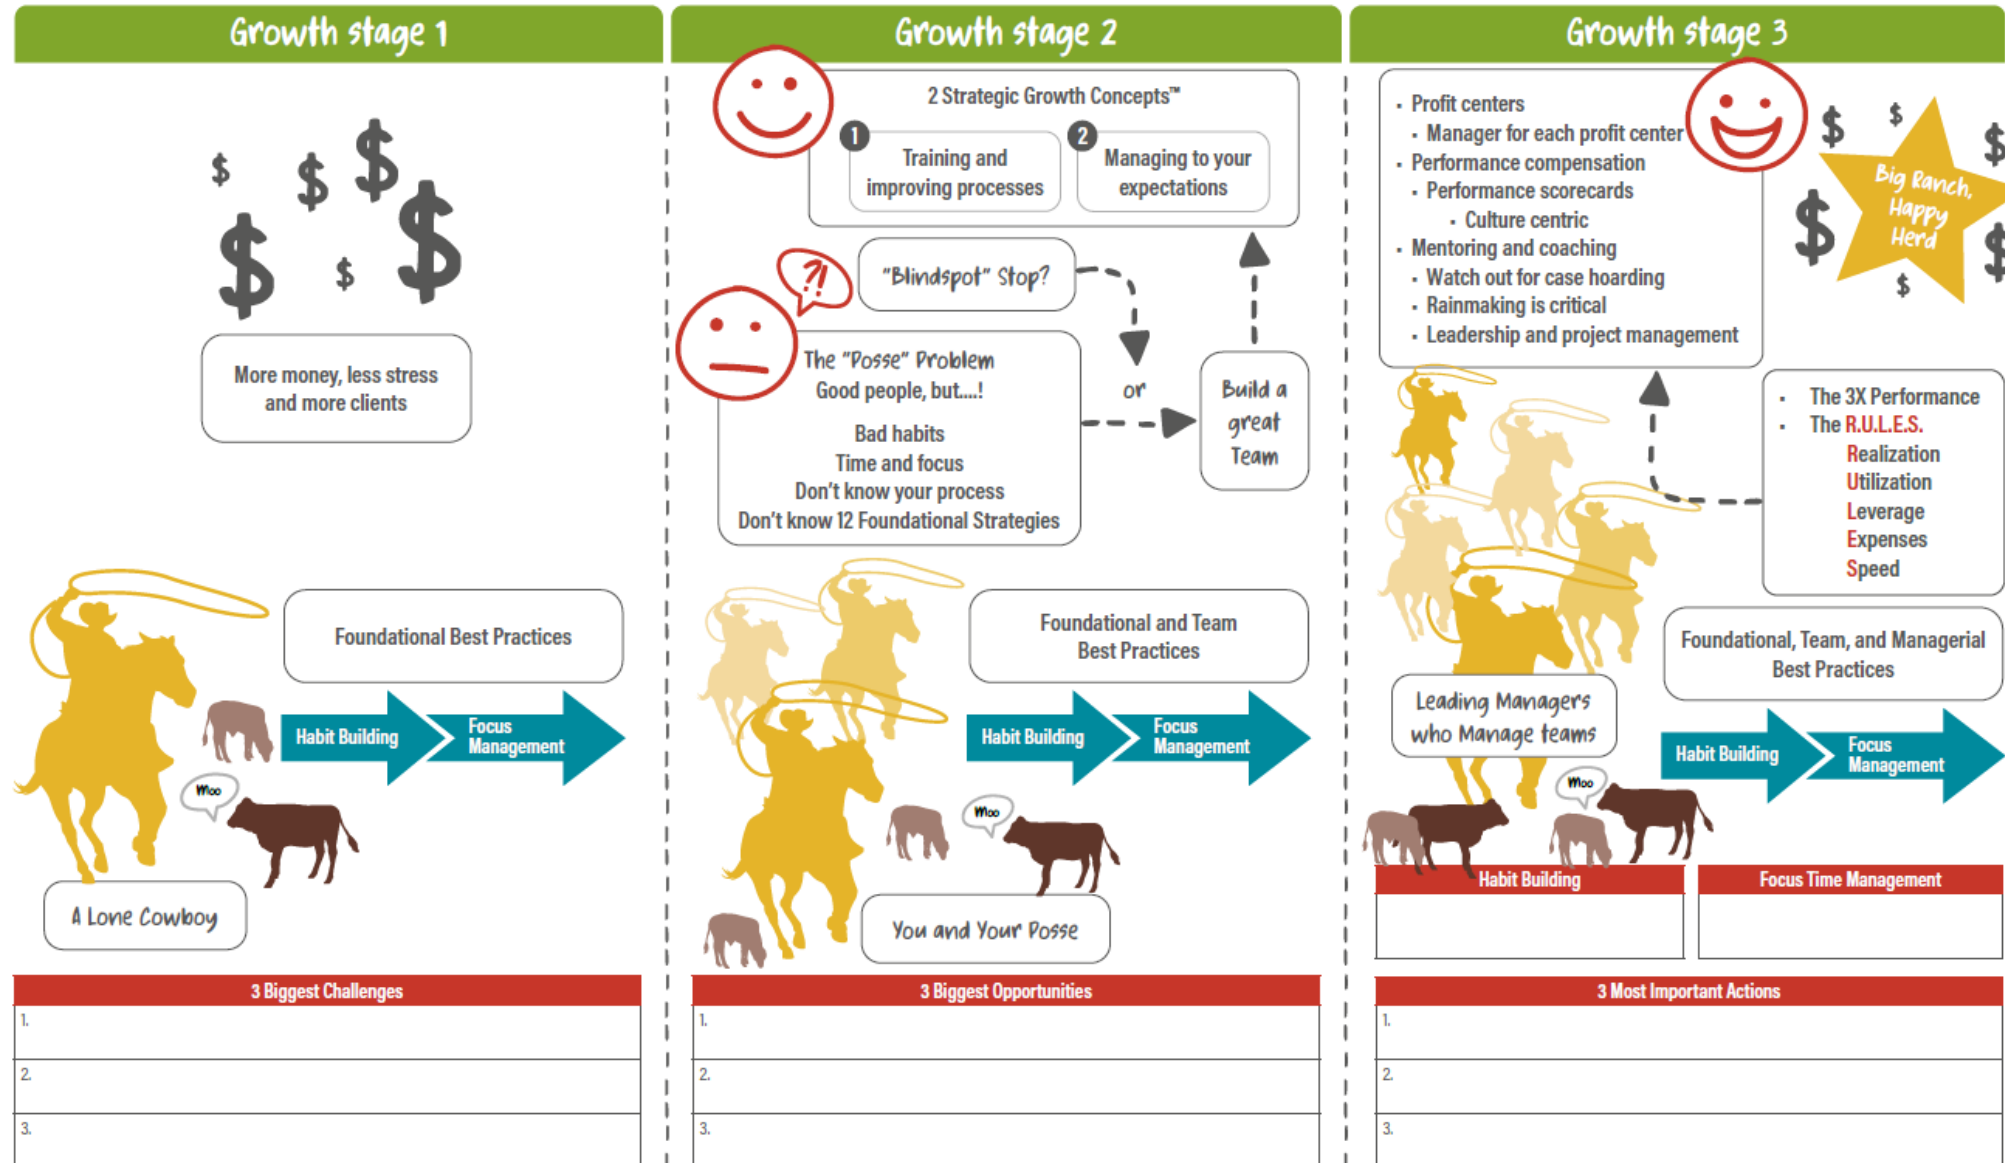 Growth stage 1
$ $ $ $ $ $
More money, less stress
and more clients
Foundational Best Practices
Habit Building
Focus
Management
Moo
A Lone Cowboy
3 Biggest Challenges
1.
2.
3.
Growth stage 2
2 Strategic Growth Concepts™
1
Training and
improving processes
2
Managing to your
expectations
"Blindspot" Stop?
?!
The "Posse" Problem
Good people, but....!
Bad habits
Time and focus
Don't know your process
Don't know 12 Foundational Strategies
or
Build a
great
Team
Foundational and Team
Best Practices
Habit Building
Focus
Management
Moo
You and Your Posse
3 Biggest Opportunities
1.
2.
3.
Growth stage 3
▪ Profit centers
▪ Manager for each profit center
▪ Performance compensation
▪ Performance scorecards
▪ Culture centric
▪ Mentoring and coaching
▪ Watch out for case hoarding
▪ Rainmaking is critical
▪ Leadership and project management
$ $ $ $ $ $
Big Ranch,
Happy
Herd
▪ The 3X Performance
▪ The R.U.L.E.S.
Realization
Utilization
Leverage
Expenses
Speed
Foundational, Team, and Managerial
Best Practices
Leading Managers
who Manage teams
Habit Building
Focus
Management
Moo
Habit Building
Focus Time Management
3 Most Important Actions
1.
2.
3.